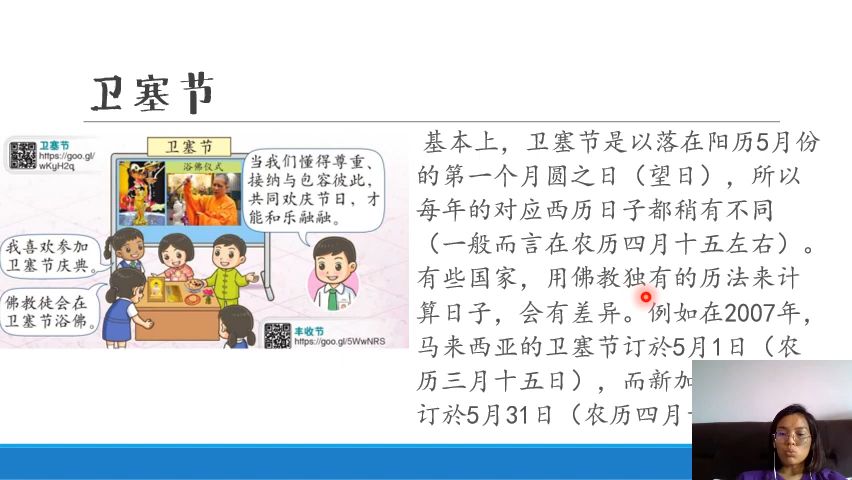 卫塞节
卫塞节
https://goo.gl/
wKyH2q
卫塞节
浴佛仪式
当我们懂得尊重、
接纳与包容彼此，
共同欢庆节日，才
能和乐融融。
我喜欢参加
卫塞节庆典。
佛教徒会在
卫塞节浴佛。
丰收节
https://goo.gl/5WwNRS
基本上，卫塞节是以落在阳历5月份
的第一个月圆之日（望日），所以
每年的对应西历日子都稍有不同
（一般而言在农历四月十五左右）。
有些国家，用佛教独有的历法来计
算日子，会有差异。例如在2007年，
马来西亚的卫塞节订於5月1日（农
历三月十五日），而新加
订於5月31日（农历四月